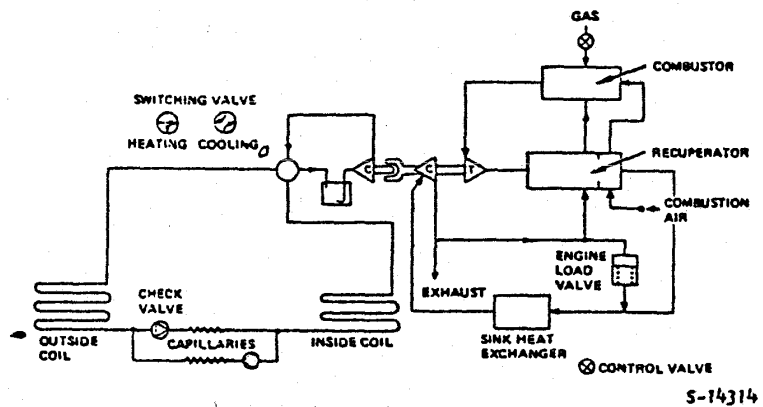 GAS
COMBUSTOR
SWITCHING VALVE
HEATING COOLING
RECUPERATOR
C
C
T
COMBUSTION
AIR
ENGINE
LOAD
VALVE
EXHAUST
CHECK
VALVE
CAPILLARIES
OUTSIDE
COIL
INSIDE COIL
SINK HEAT
EXCHANGER
CONTROL VALVE
S-14314